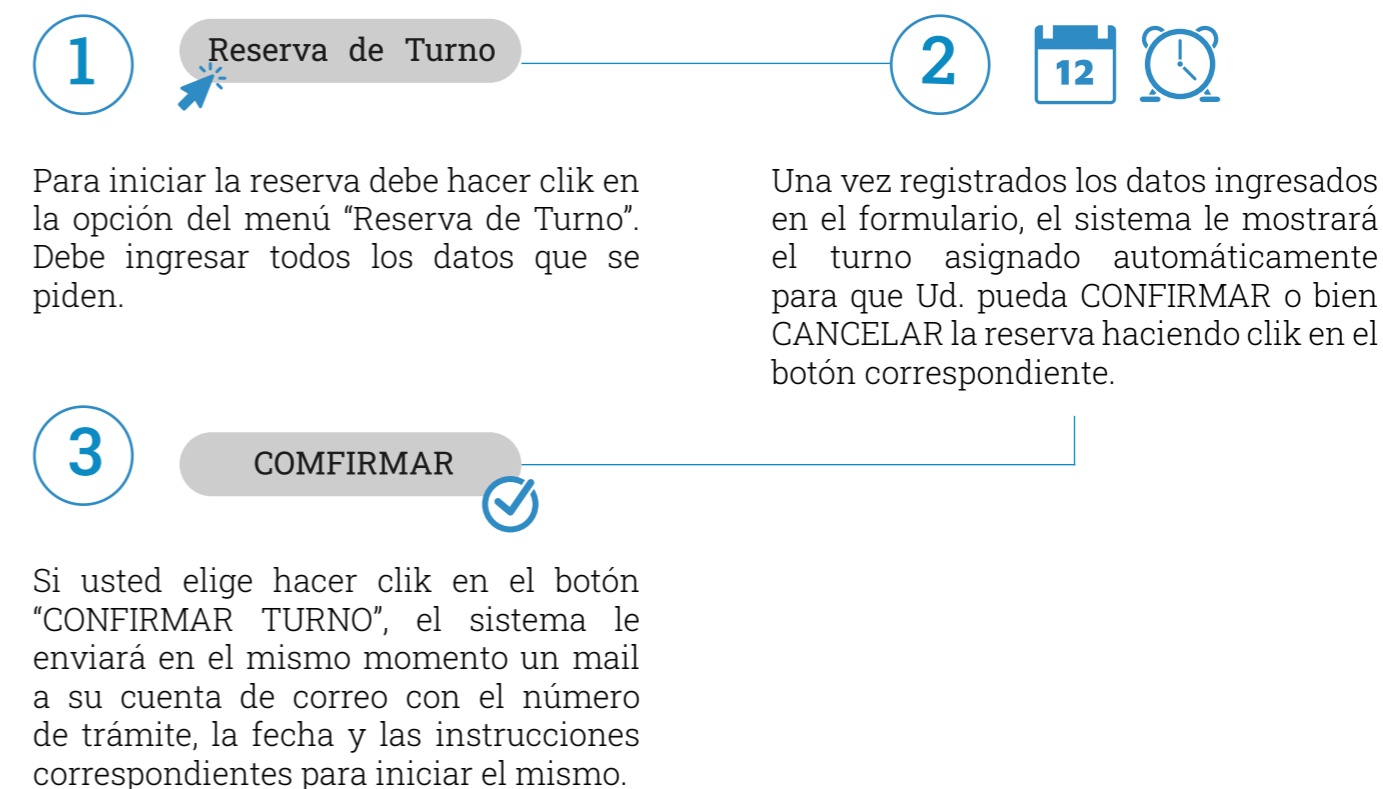 1
Reserva de Turno
2
12
Para iniciar la reserva debe hacer clik en
la opción del menú “Reserva de Turno”.
Debe ingresar todos los datos que se
piden.
Una vez registrados los datos ingresados
en el formulario, el sistema le mostrará
el turno asignado automáticamente
para que Ud. pueda CONFIRMAR o bien
CANCELAR la reserva haciendo clik en el
botón correspondiente.
3
COMFIRMAR
Si usted elige hacer clik en el botón
“CONFIRMAR TURNO”, el sistema le
enviará en el mismo momento un mail
a su cuenta de correo con el número
de trámite, la fecha y las instrucciones
correspondientes para iniciar el mismo.